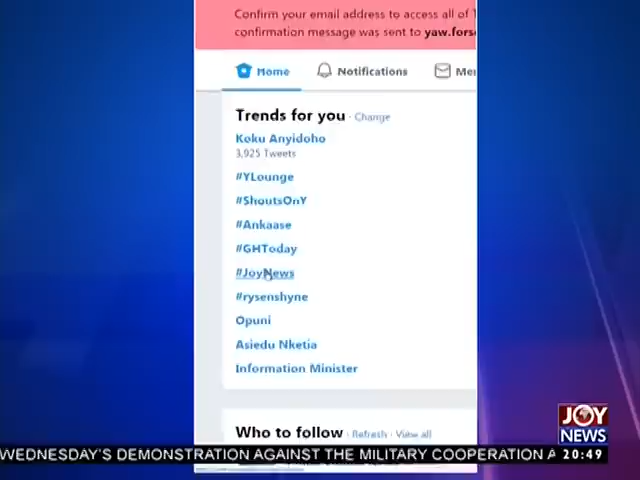 Confirm your email address to access all of
confirmation message was sent to yaw.fors
Home
Notifications
Trends for you · Change
Koku Anyidoho
3,925 Tweets
#YLounge
#ShoutsOnY
#Ankaase
#GHToday
#JoyNews
#rysenshyne
Opuni
Asiedu Nketia
Information Minister
Who to follow · Refresh · View all
JOY
NEWS
WEDNESDAY'S DEMONSTRATION AGAINST THE MILITARY COOPERATION A
20:49